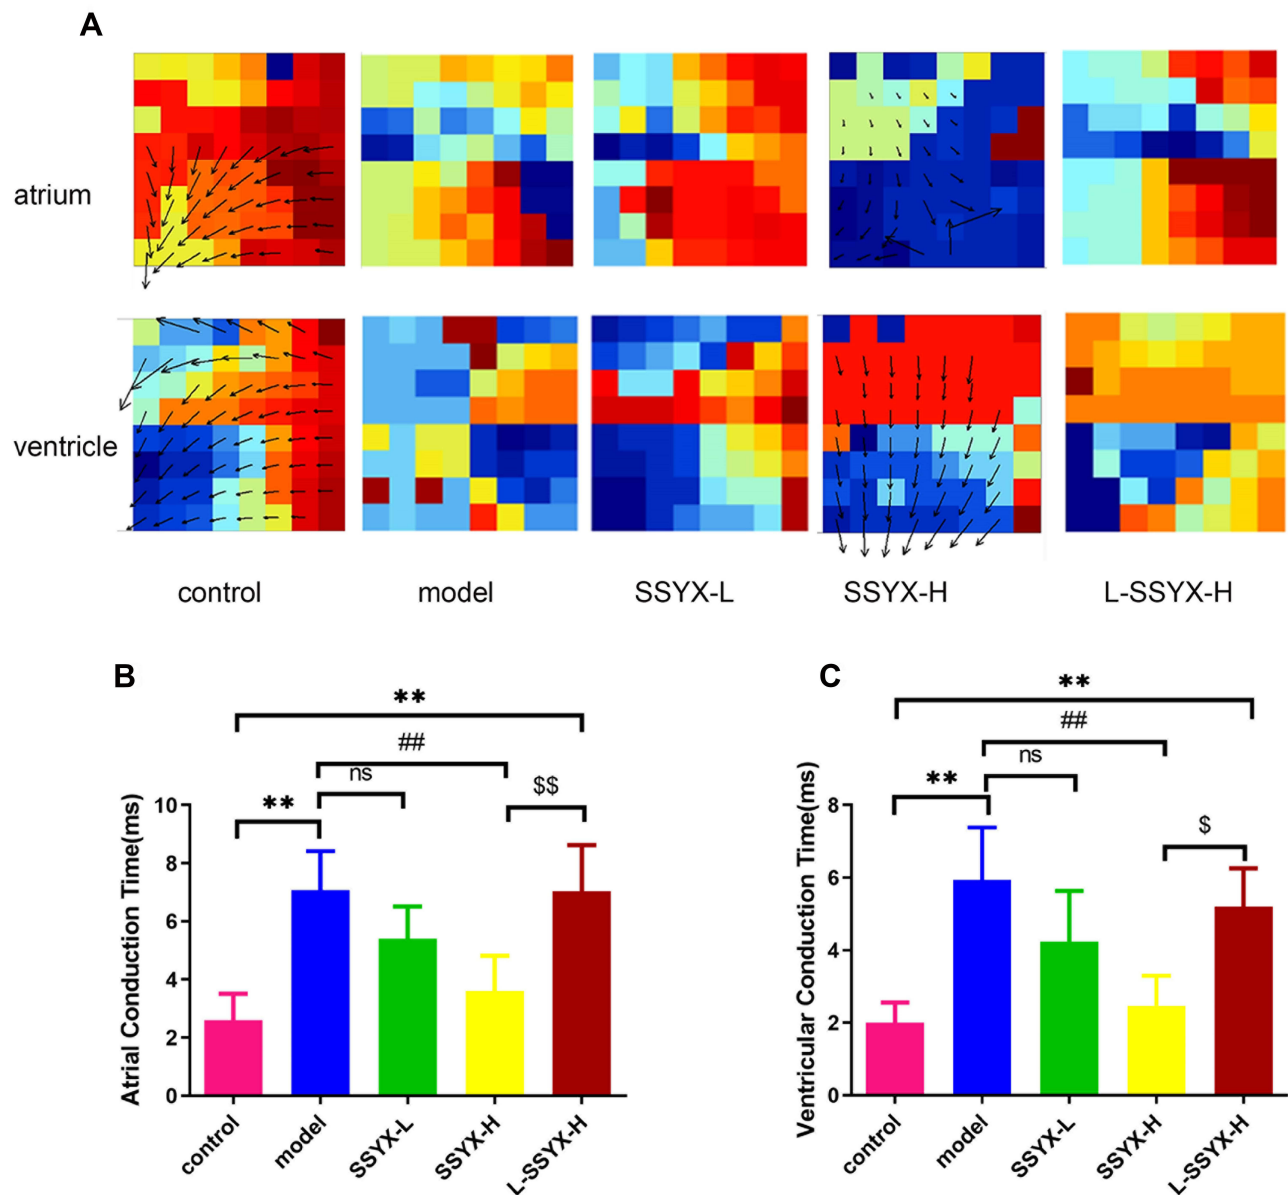 A
atrium
ventricle
control model SSYX-L SSYX-H L-SSYX-H
B
**
##
ns
$$
**
Atrial Conduction Time(ms)
10
8
6
4
2
0
control model SSYX-L SSYX-H L-SSYX-H
C
**
##
ns
**
$
Ventricular Conduction Time(ms)
8
6
4
2
0
control model SSYX-L SSYX-H L-SSYX-H